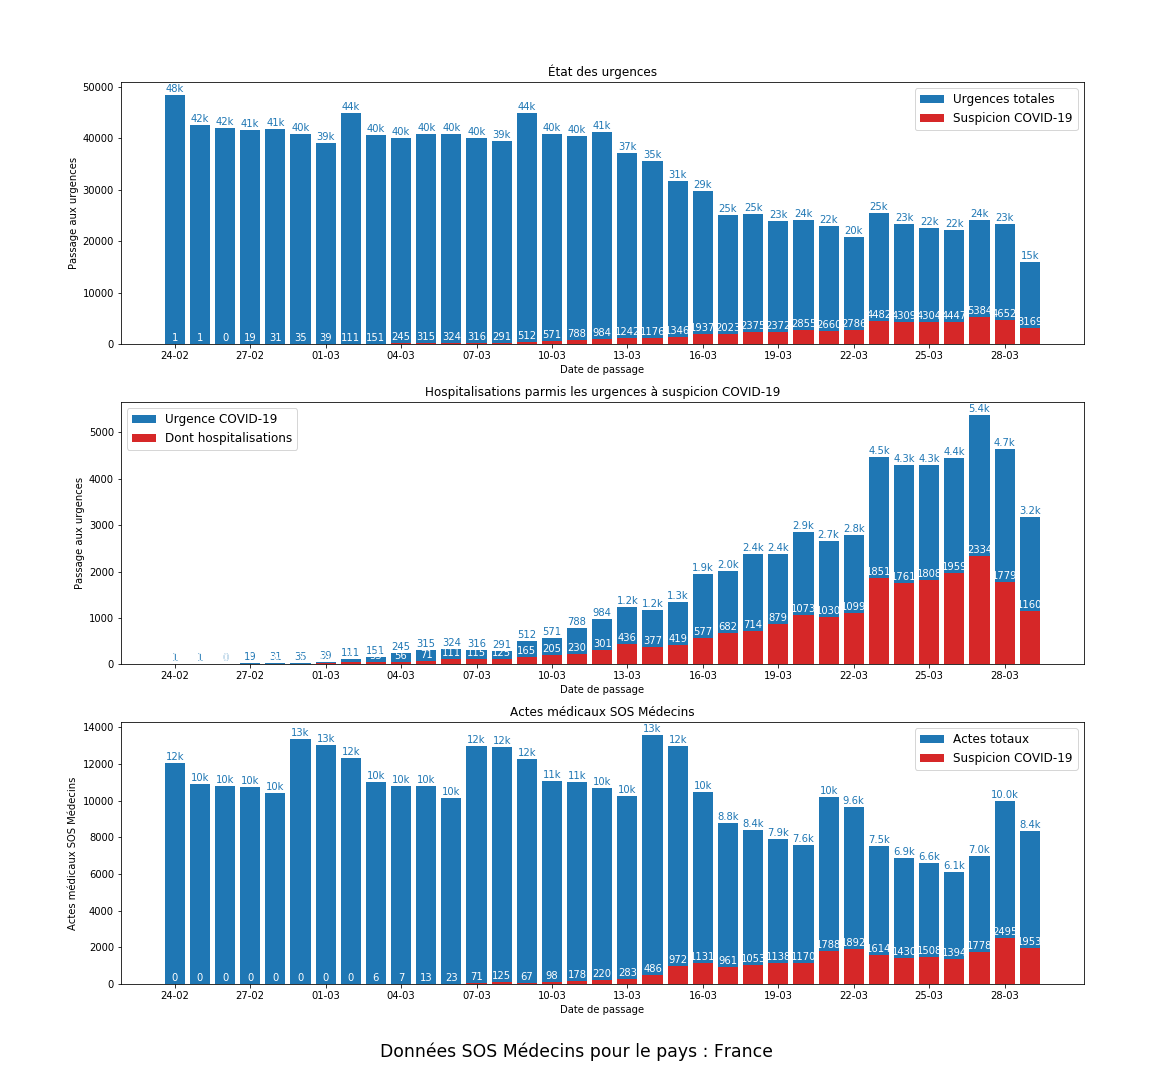 État des urgences
Urgences totales
Suspicion COVID-19
Passage aux urgences
50000
40000
30000
20000
10000
0
48k 42k 42k 41k 41k 40k 39k 44k 40k 40k 40k 40k 40k 39k 44k 40k 40k 41k 37k 35k 31k 29k 25k 25k 23k 24k 22k 20k 25k 23k 22k 22k 24k 23k 15k
1 1 0 19 31 35 39 111 151 245 315 324 316 291 512 571 788 984 1242 1176 1346 1937 2023 2375 2372 2855 2660 2786 4482 4309 4304 4447 5384 4652 3169
24-02 27-02 01-03 04-03 07-03 10-03 13-03 16-03 19-03 22-03 25-03 28-03
Date de passage
Hospitalisations parmis les urgences à suspicion COVID-19
Urgence COVID-19
Dont hospitalisations
Passage aux urgences
5000
4000
3000
2000
1000
0
1 1 0 19 31 35 39 111 151 245 315 324 316 291 512 571 788 984 1.2k 1.2k 1.3k 1.9k 2.0k 2.4k 2.4k 2.9k 2.7k 2.8k 4.5k 4.3k 4.3k 4.4k 5.4k 4.7k 3.2k
56 71 111 115 125 165 205 230 301 436 377 419 577 682 714 879 1073 1030 1099 1851 1761 1808 1959 2334 1779 1160
24-02 27-02 01-03 04-03 07-03 10-03 13-03 16-03 19-03 22-03 25-03 28-03
Date de passage
Actes médicaux SOS Médecins
Actes totaux
Suspicion COVID-19
Actes médicaux SOS Médecins
14000
12000
10000
8000
6000
4000
2000
0
12k 10k 10k 10k 10k 13k 13k 12k 10k 10k 10k 10k 12k 12k 12k 11k 11k 10k 10k 13k 12k 10k 8.8k 8.4k 7.9k 7.6k 10k 9.6k 7.5k 6.9k 6.6k 6.1k 7.0k 10.0k 8.4k
0 0 0 0 0 0 0 0 6 7 13 23 71 125 67 98 178 220 283 486 972 1131 961 1053 1138 1170 1788 1892 1614 1430 1508 1394 1778 2495 1953
24-02 27-02 01-03 04-03 07-03 10-03 13-03 16-03 19-03 22-03 25-03 28-03
Date de passage
Données SOS Médecins pour le pays : France